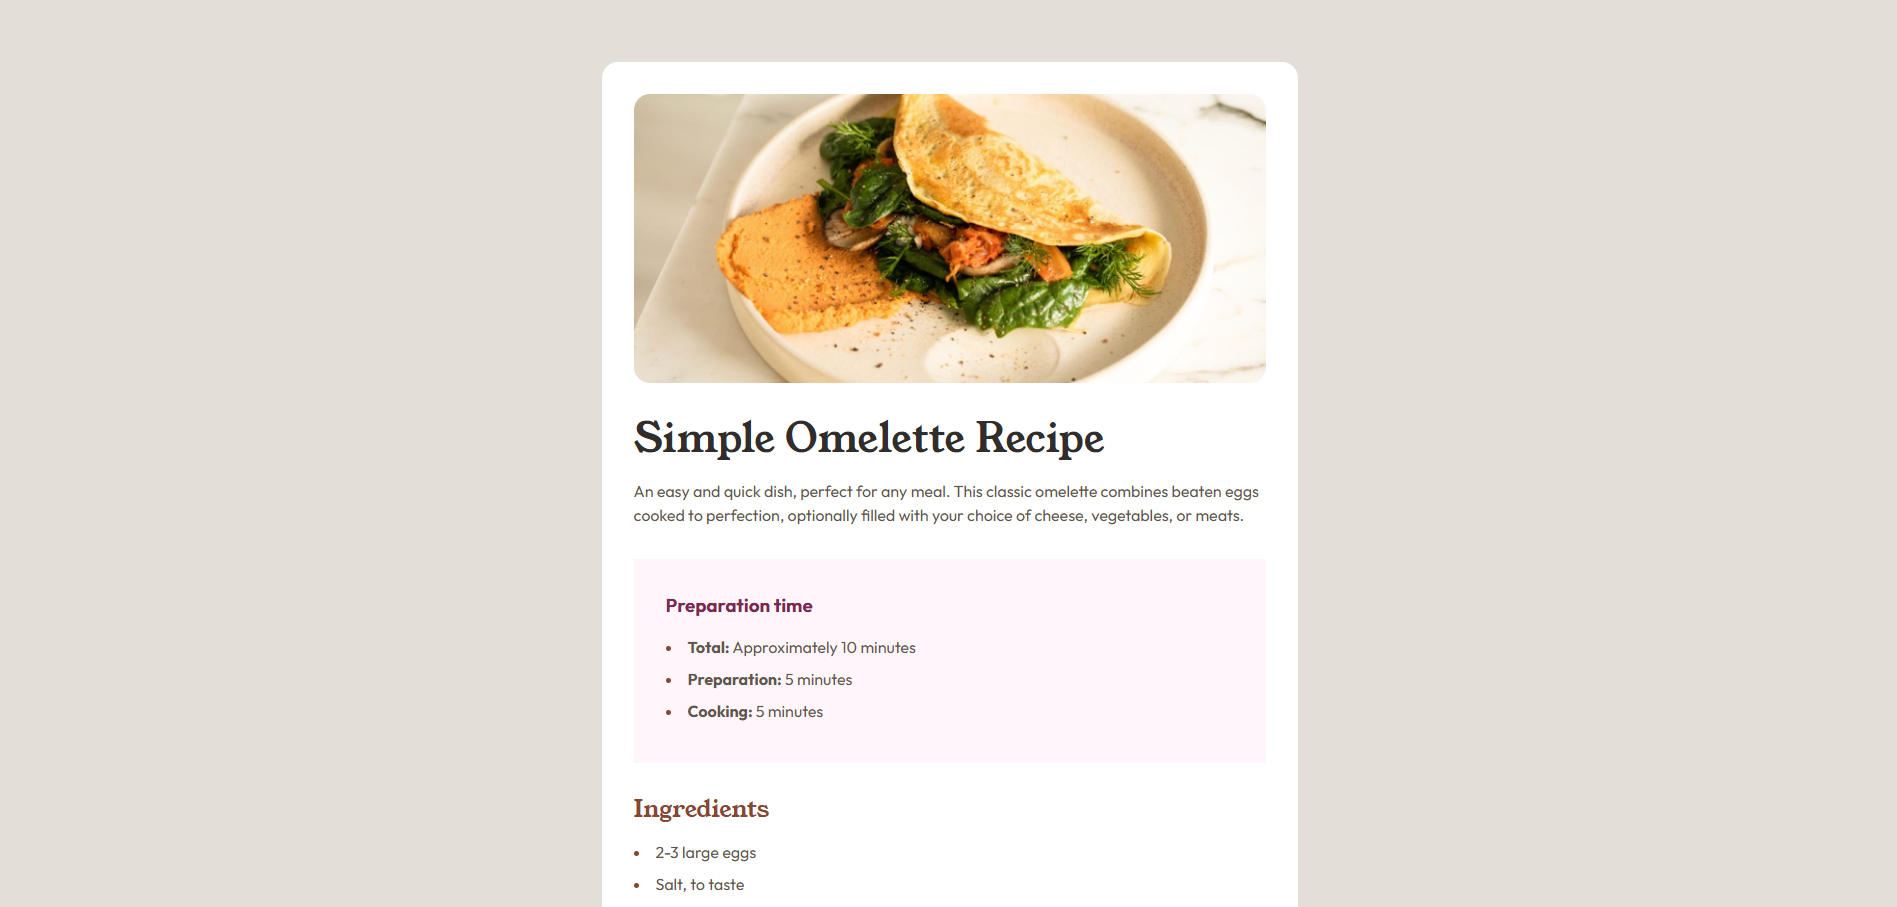 Simple Omelette Recipe
An easy and quick dish, perfect for any meal. This classic omelette combines beaten eggs
cooked to perfection, optionally filled with your choice of cheese, vegetables, or meats.
Preparation time
• Total: Approximately 10 minutes
• Preparation: 5 minutes
• Cooking: 5 minutes
Ingredients
• 2-3 large eggs
• Salt, to taste